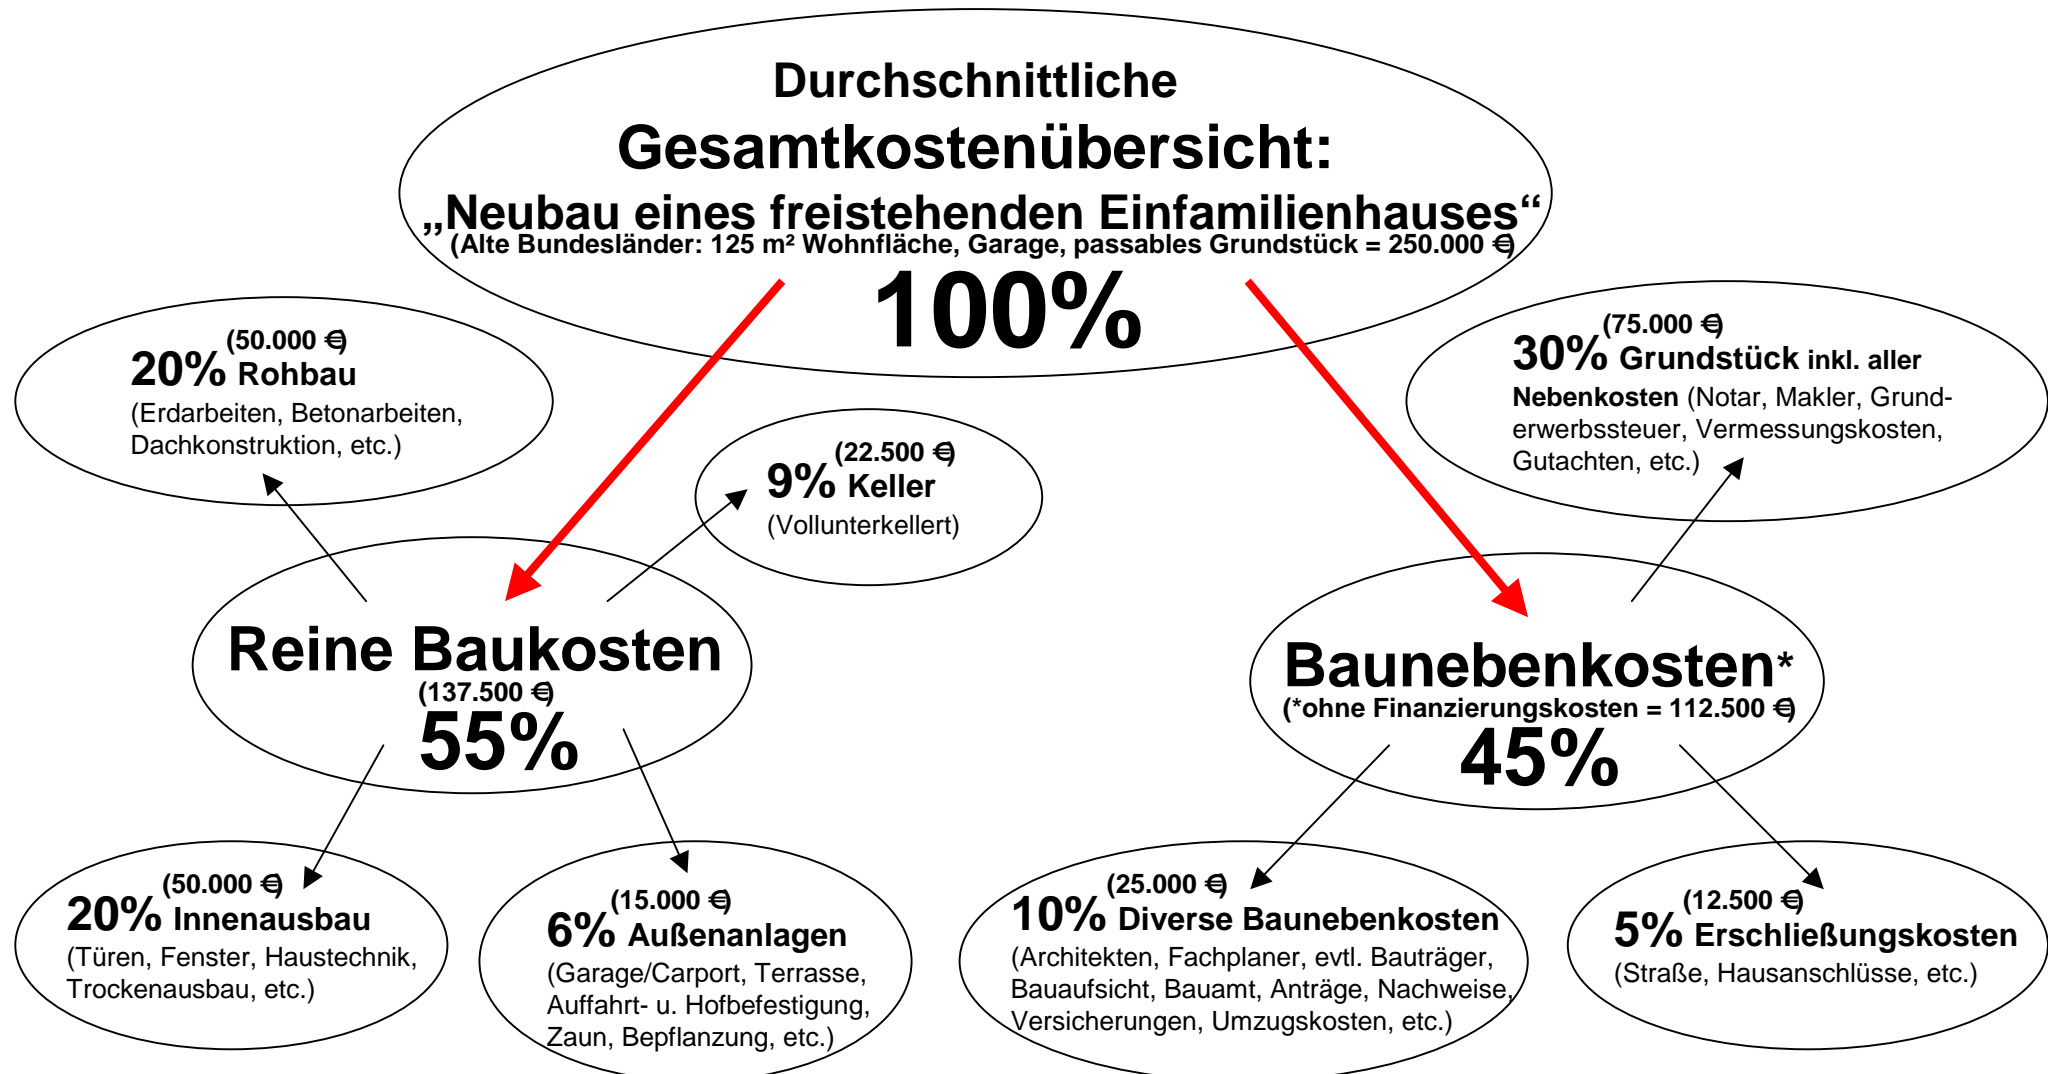 Durchschnittliche
Gesamtkostenübersicht:
„Neubau eines freistehenden Einfamilienhauses“
(Alte Bundesländer: 125 m² Wohnfläche, Garage, passables Grundstück = 250.000 €)
100%
(50.000 €)
20% Rohbau
(Erdarbeiten, Betonarbeiten,
Dachkonstruktion, etc.)
(22.500 €)
9% Keller
(Vollunterkellert)
(75.000 €)
30% Grundstück inkl. aller
Nebenkosten (Notar, Makler, Grund-
erwerbssteuer, Vermessungskosten,
Gutachten, etc.)
Reine Baukosten
(137.500 €)
55%
Baunebenkosten*
(*ohne Finanzierungskosten = 112.500 €)
45%
(50.000 €)
20% Innenausbau
(Türen, Fenster, Haustechnik,
Trockenausbau, etc.)
(15.000 €)
6% Außenanlagen
(Garage/Carport, Terrasse,
Auffahrt- u. Hofbefestigung,
Zaun, Bepflanzung, etc.)
(25.000 €)
10% Diverse Baunebenkosten
(Architekten, Fachplaner, evtl. Bauträger,
Bauaufsicht, Bauamt, Anträge, Nachweise,
Versicherungen, Umzugskosten, etc.)
(12.500 €)
5% Erschließungskosten
(Straße, Hausanschlüsse, etc.)